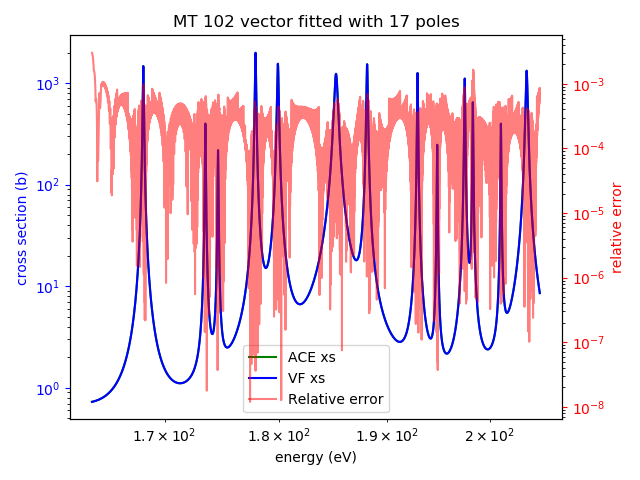 MT 102 vector fitted with 17 poles
cross section (b)
10³
10²
10¹
10⁰
ACE xs
VF xs
Relative error
10⁻³
10⁻⁴
10⁻⁵
10⁻⁶
10⁻⁷
10⁻⁸
relative error
1.7 × 10² 1.8 × 10² 1.9 × 10² 2 × 10²
energy (eV)